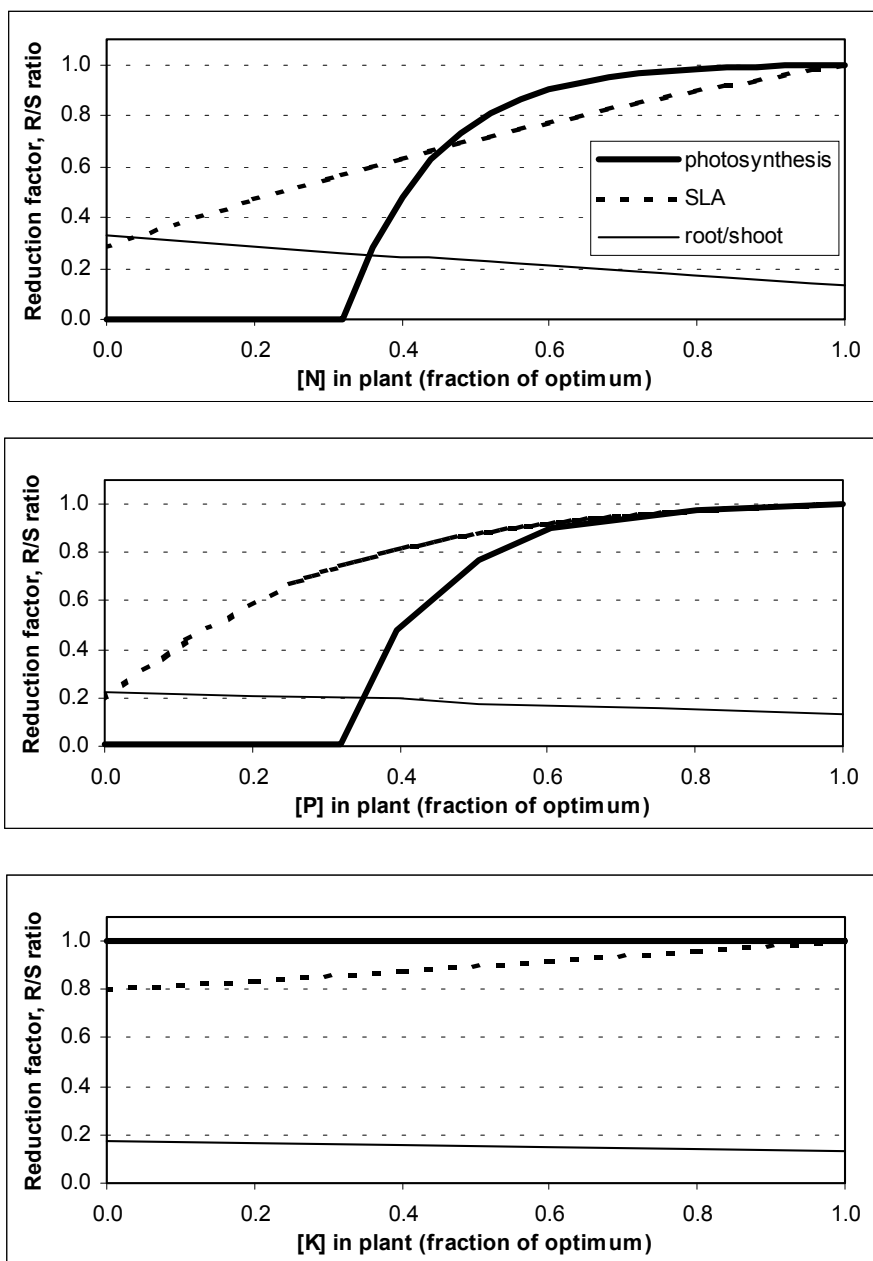 Reduction factor, R/S ratio
1.0
0.8
0.6
0.4
0.2
0.0
photosynthesis
SLA
root/shoot
0.0 0.2 0.4 0.6 0.8 1.0
[N] in plant (fraction of optimum)
Reduction factor, R/S ratio
1.0
0.8
0.6
0.4
0.2
0.0
0.0 0.2 0.4 0.6 0.8 1.0
[P] in plant (fraction of optimum)
Reduction factor, R/S ratio
1.0
0.8
0.6
0.4
0.2
0.0
0.0 0.2 0.4 0.6 0.8 1.0
[K] in plant (fraction of optimum)